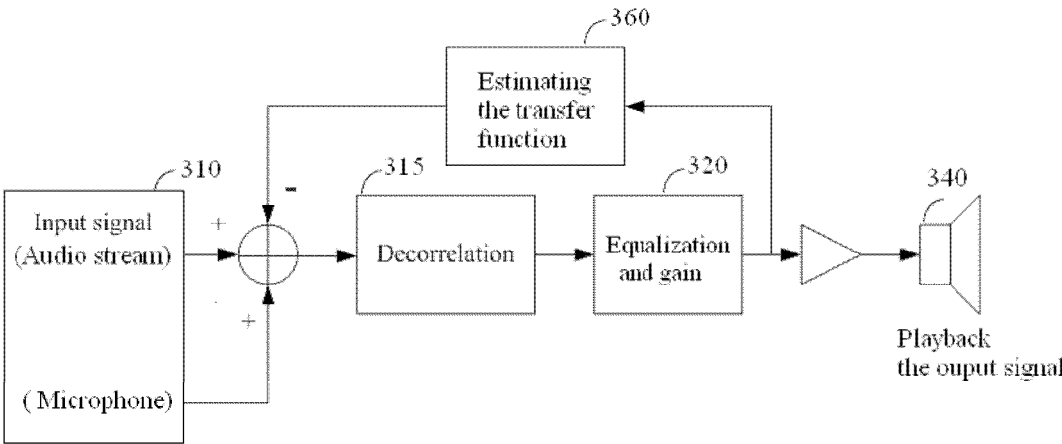 360
Estimating
the transfer
function
310
315
320
340
-
+
Input signal
(Audio stream)
Decorrelation
Equalization
and gain
+
( Microphone)
Playback
the ouput signal